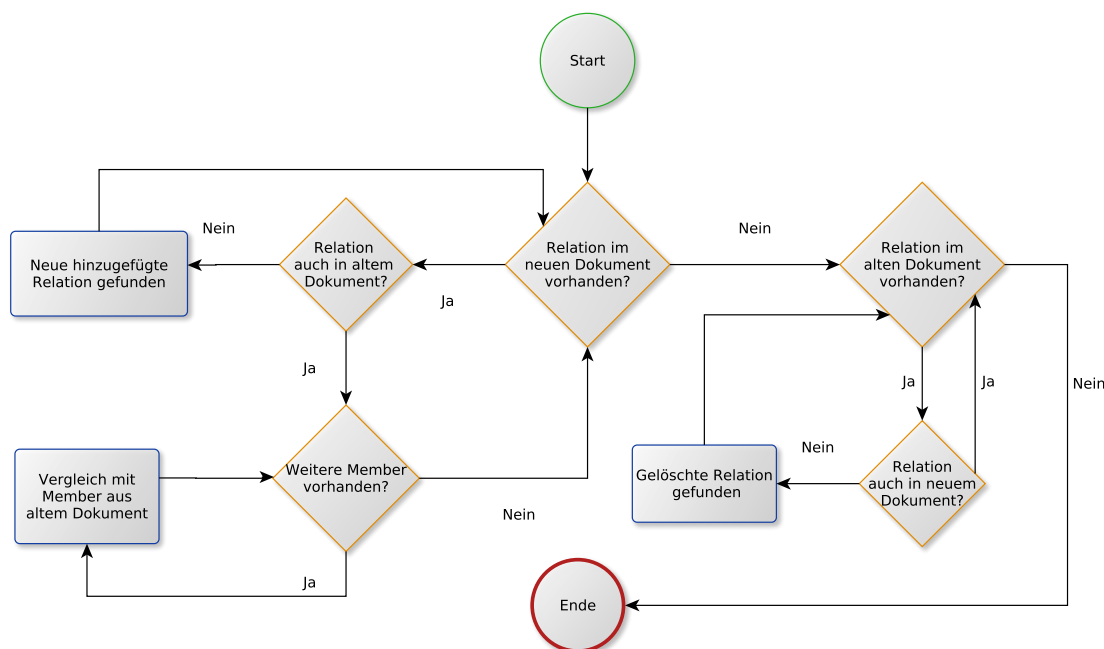 Start
Nein
Nein
Neue hinzugefügte
Relation gefunden
Relation
auch in altem
Dokument?
Relation im
neuen Dokument
vorhanden?
Relation im
alten Dokument
vorhanden?
Ja
Ja
Ja
Ja
Nein
Vergleich mit
Member aus
altem Dokument
Weitere Member
vorhanden?
Nein
Nein
Gelöschte Relation
gefunden
Relation
auch in neuem
Dokument?
Ja
Ende